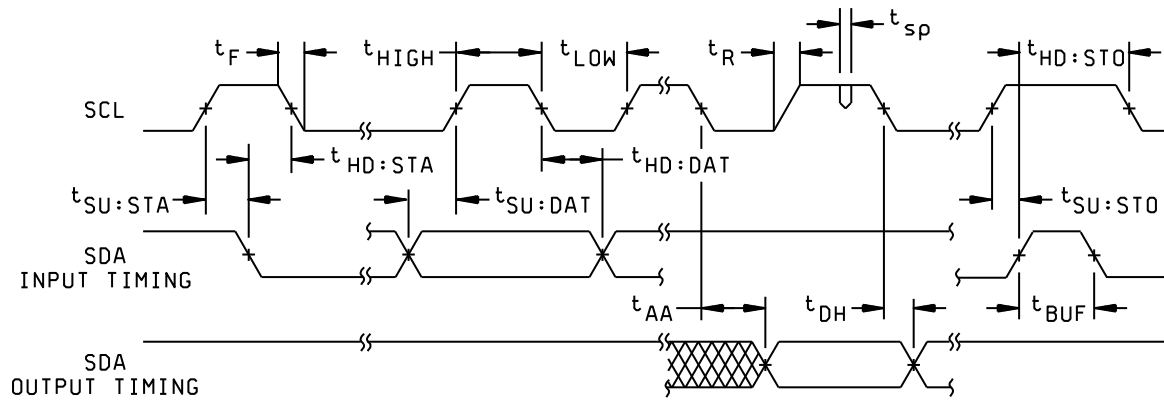 tsp
tF
tHIGH
tLOW
tR
tHD:STO
SCL
tHD:STA
tHD:DAT
tSU:STA
tSU:DAT
tSU:STO
SDA
INPUT TIMING
tAA
tDH
tBUF
SDA
OUTPUT TIMING